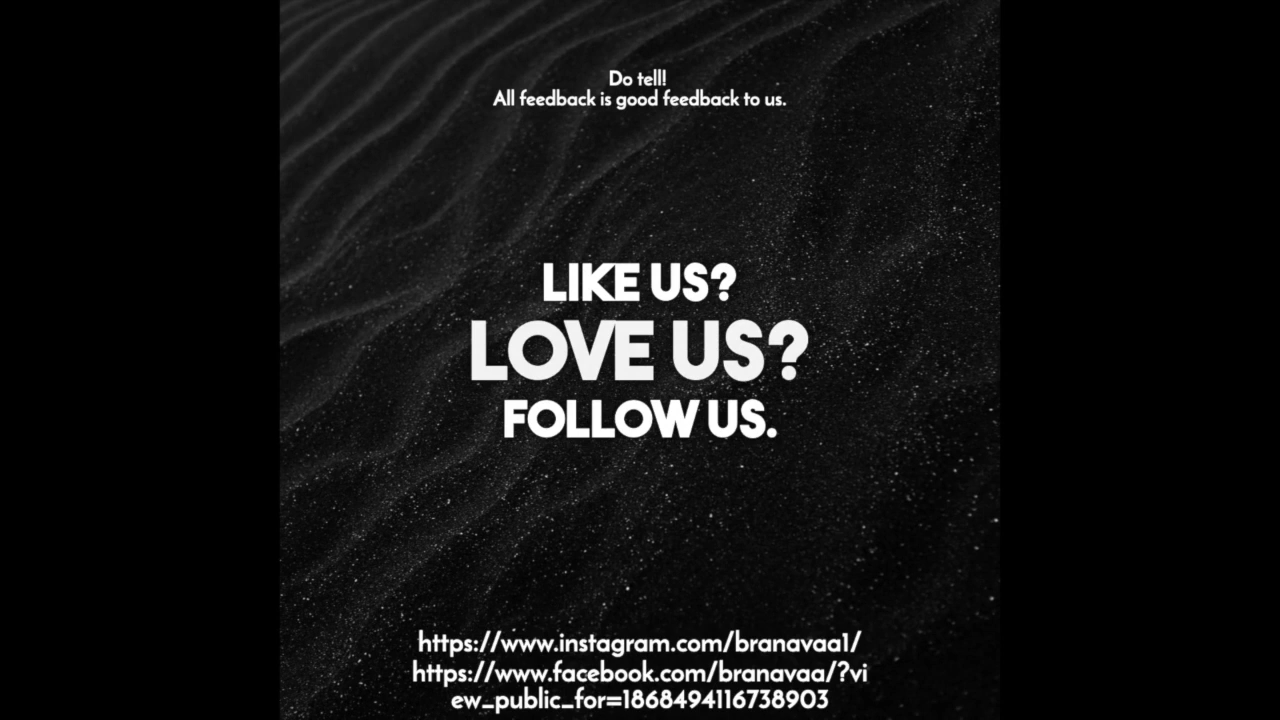 Do tell!
All feedback is good feedback to us.
LIKE US?
LOVE US?
FOLLOW US.
https://www.instagram.com/branavaa1/
https://www.facebook.com/branavaa/?vi
ew_public_for=1868494116738903